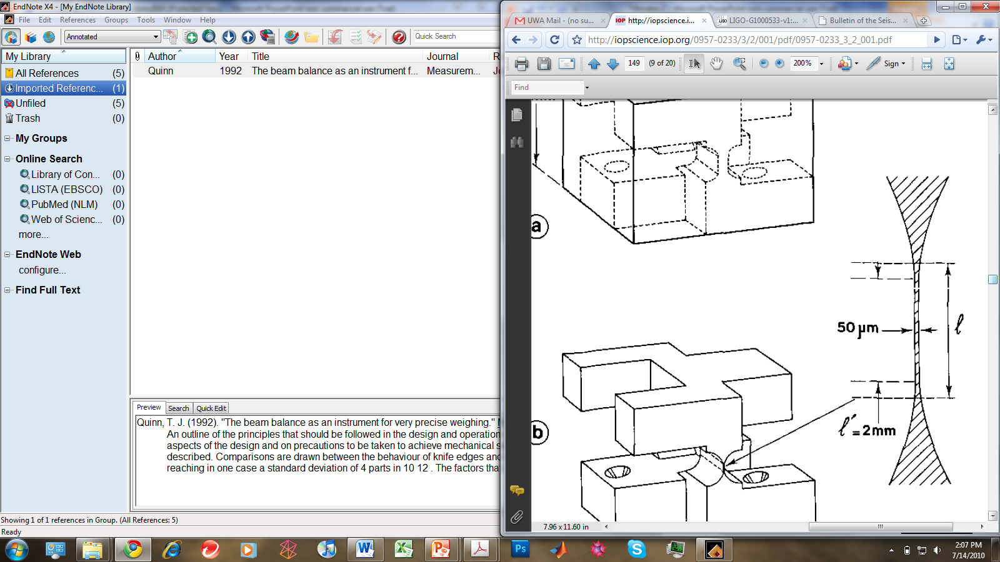 EndNote X4 - [My EndNote Library]
File Edit References Groups Tools Window Help
Annotated
Quick Search
My Library
All References (5)
Imported Referenc... (1)
Unfiled (5)
Trash (0)
My Groups
Online Search
Library of Con... (0)
LISTA (EBSCO) (0)
PubMed (NLM) (0)
Web of Scienc... (0)
more...
EndNote Web
configure...
Find Full Text
Author Year Title Journal R
Quinn 1992 The beam balance as an instrument f... Measurem... Jo
Preview Search Quick Edit
Quinn, T. J. (1992). "The beam balance as an instrument for very precise weighing."
An outline of the principles that should be followed in the design and operation
aspects of the design and on precautions to be taken to achieve mechanical s
described. Comparisons are drawn between the behaviour of knife edges and
reaching in one case a standard deviation of 4 parts in 10 12 . The factors tha
Showing 1 of 1 references in Group. (All References: 5)
Ready
UWA Mail - (no su...
IOP http://iopscience.i...
LIGO LIGO-G1000533-v1:...
Bulletin of the Seis...
http://iopscience.iop.org/0957-0233/3/2/001/pdf/0957-0233_3_2_001.pdf
149 (9 of 20) 200% Sign
Find
a
50 μm
l
l' = 2mm
b
7.96 x 11.60 in
Ps
2:07 PM
7/14/2010